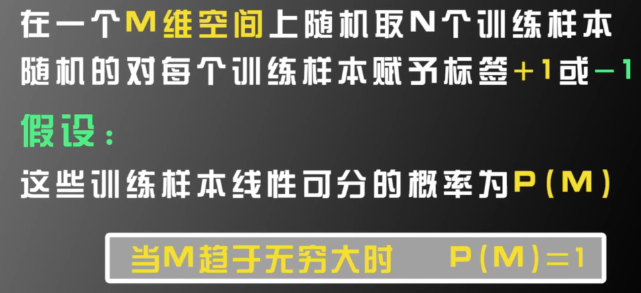 在一个M维空间上随机取N个训练样本
随机的对每个训练样本赋予标签+1或-1
假设：
这些训练样本线性可分的概率为P(M)
当M趋于无穷大时 P(M)=1